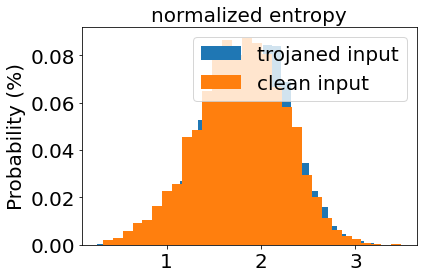 normalized entropy
trojaned input
clean input
Probability (%)
0.08
0.06
0.04
0.02
0.00
1 2 3